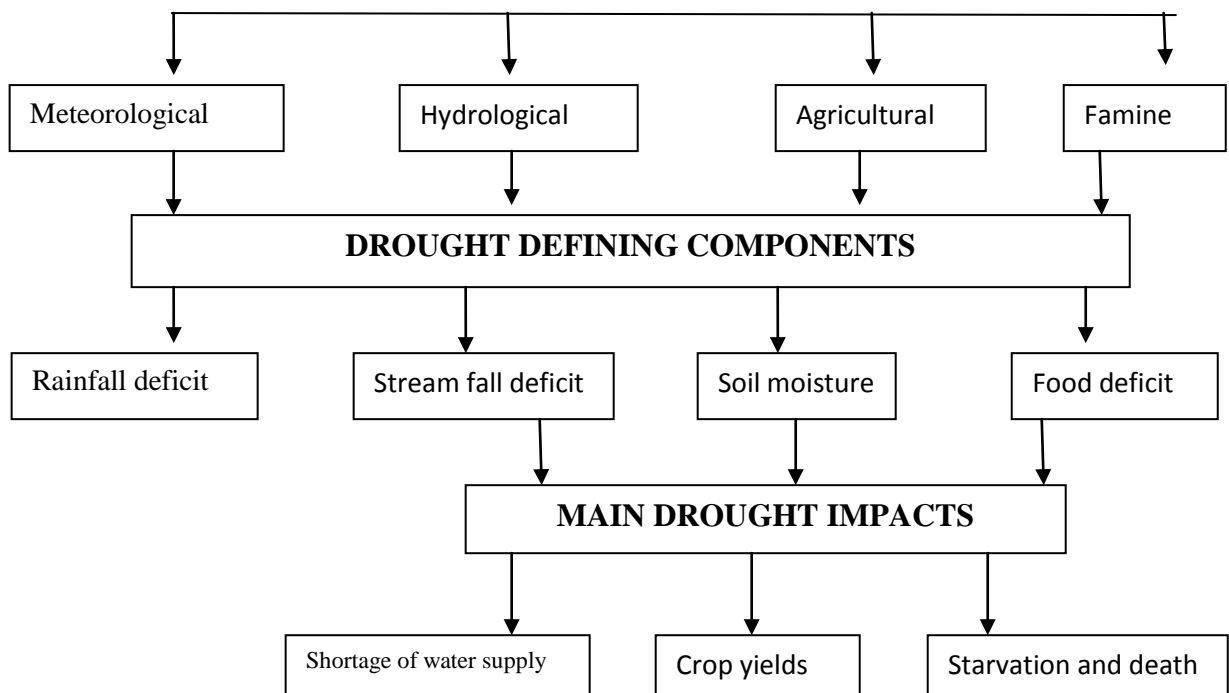 Meteorological
Hydrological
Agricultural
Famine
DROUGHT DEFINING COMPONENTS
Rainfall deficit
Stream fall deficit
Soil moisture
Food deficit
MAIN DROUGHT IMPACTS
Shortage of water supply
Crop yields
Starvation and death